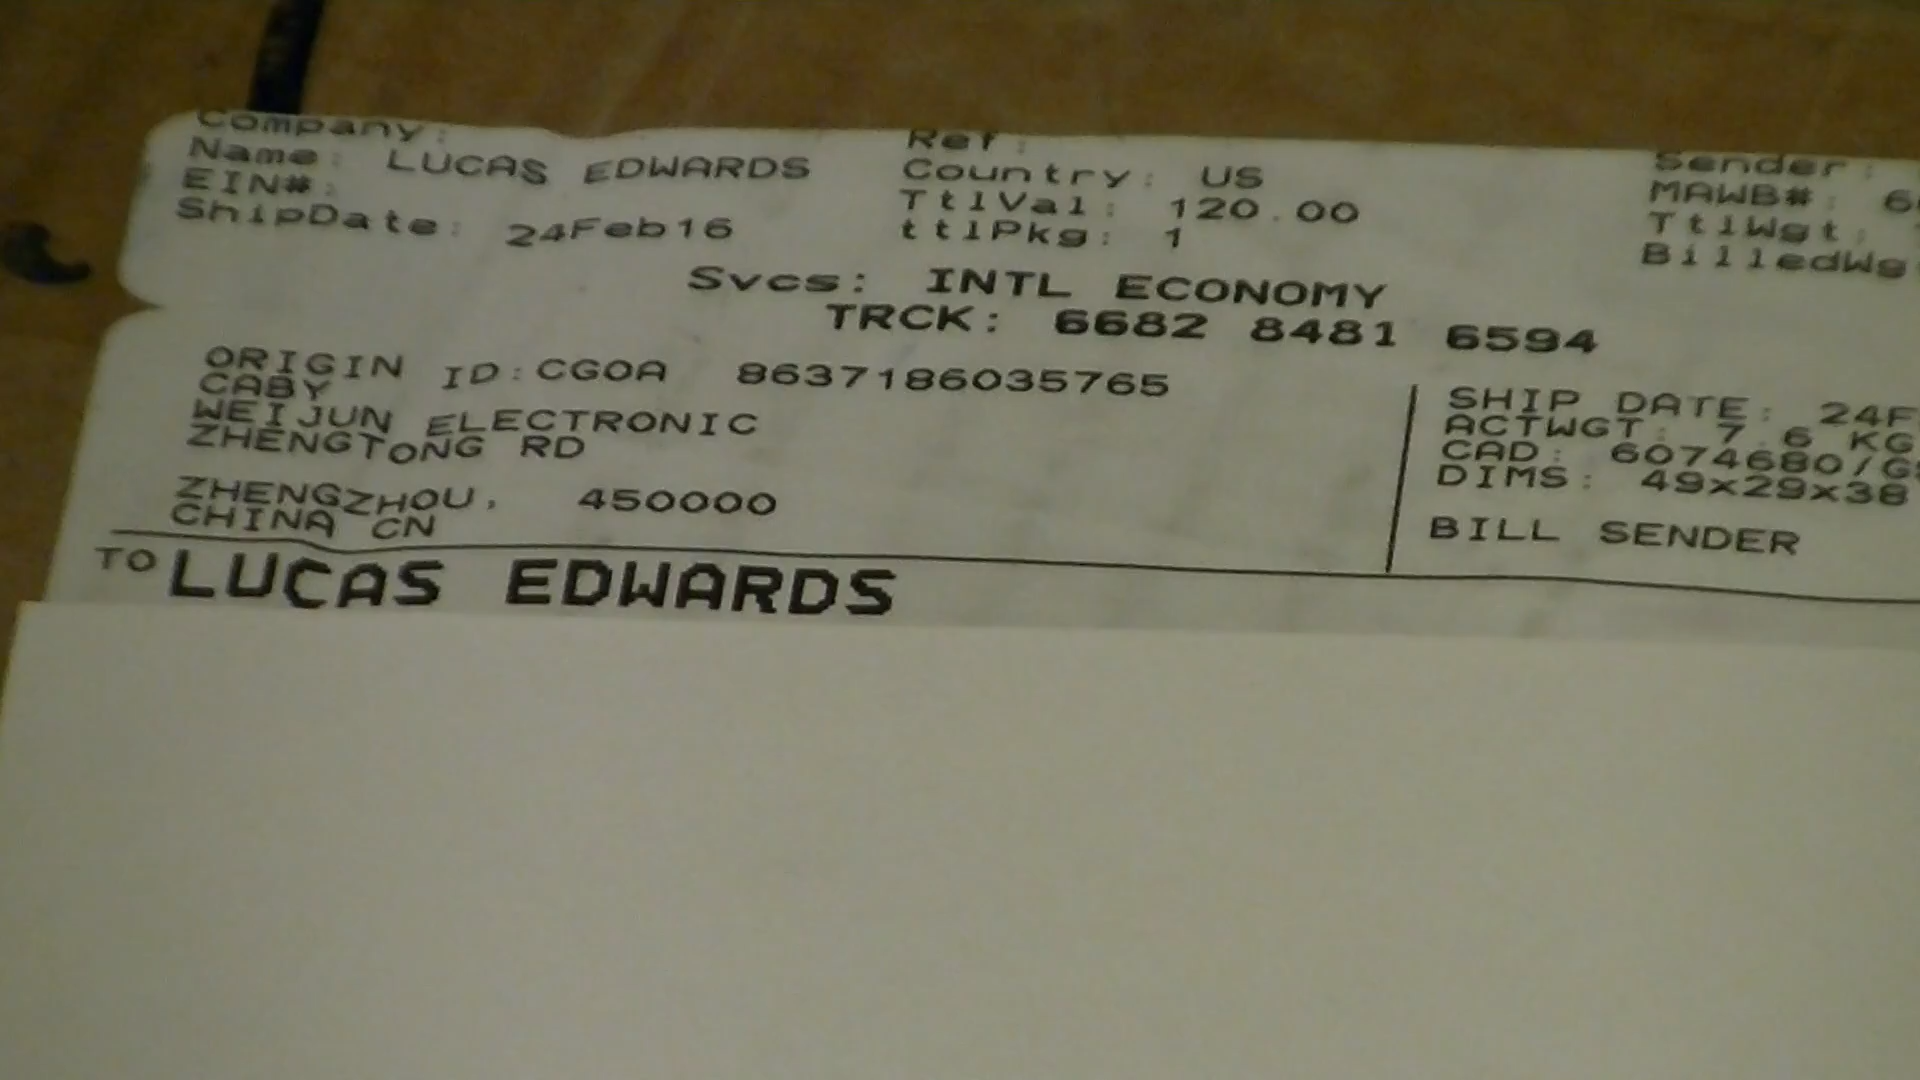 Company:
Name: LUCAS EDWARDS
EIN#:
ShipDate: 24Feb16
Ref:
Country: US
TtlVal: 120.00
ttlPkg: 1
Sender:
MAWB#: 6
TtlWgt:
BilledWg
Svcs: INTL ECONOMY
TRCK: 6682 8481 6594
ORIGIN ID:CGOA 8637186035765
CABY
WEIJUN ELECTRONIC
ZHENGTONG RD
ZHENGZHOU, 450000
CHINA CN
SHIP DATE: 24F
ACTWGT: 7.6 KG
CAD: 6074680/G
DIMS: 49x29x38
BILL SENDER
TO LUCAS EDWARDS